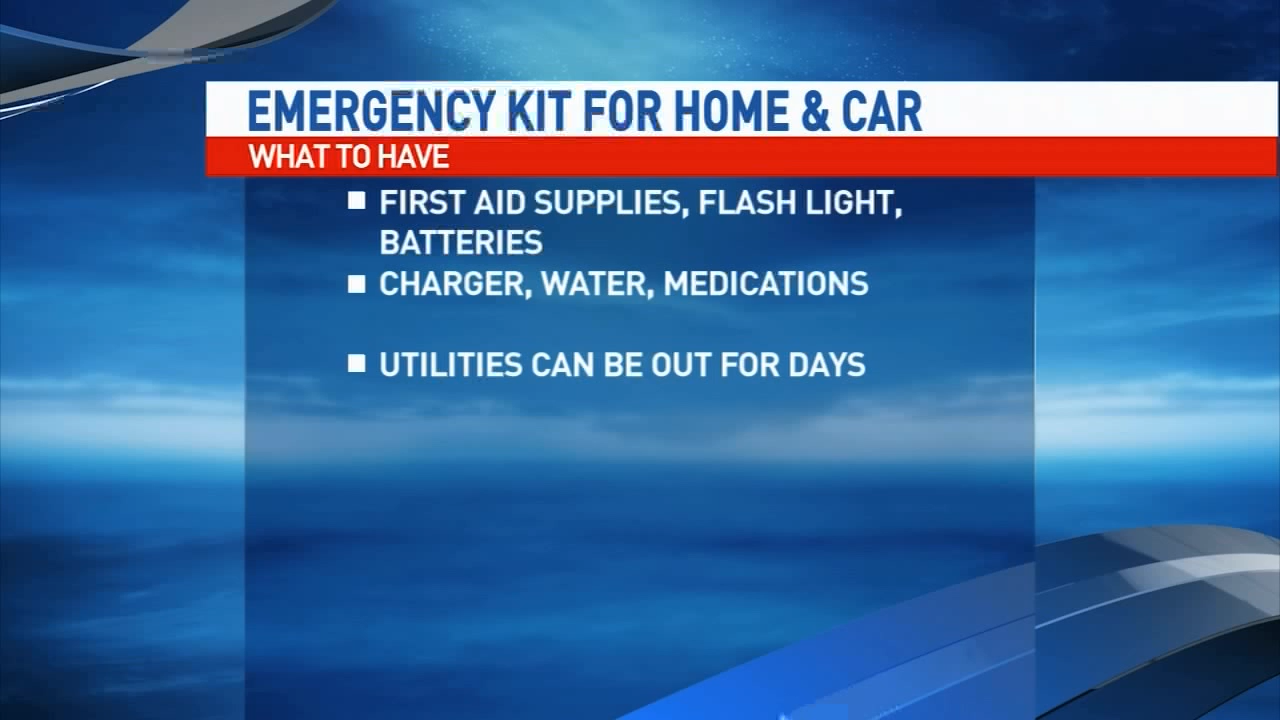 EMERGENCY KIT FOR HOME & CAR
WHAT TO HAVE
FIRST AID SUPPLIES, FLASH LIGHT,
BATTERIES
CHARGER, WATER, MEDICATIONS
UTILITIES CAN BE OUT FOR DAYS